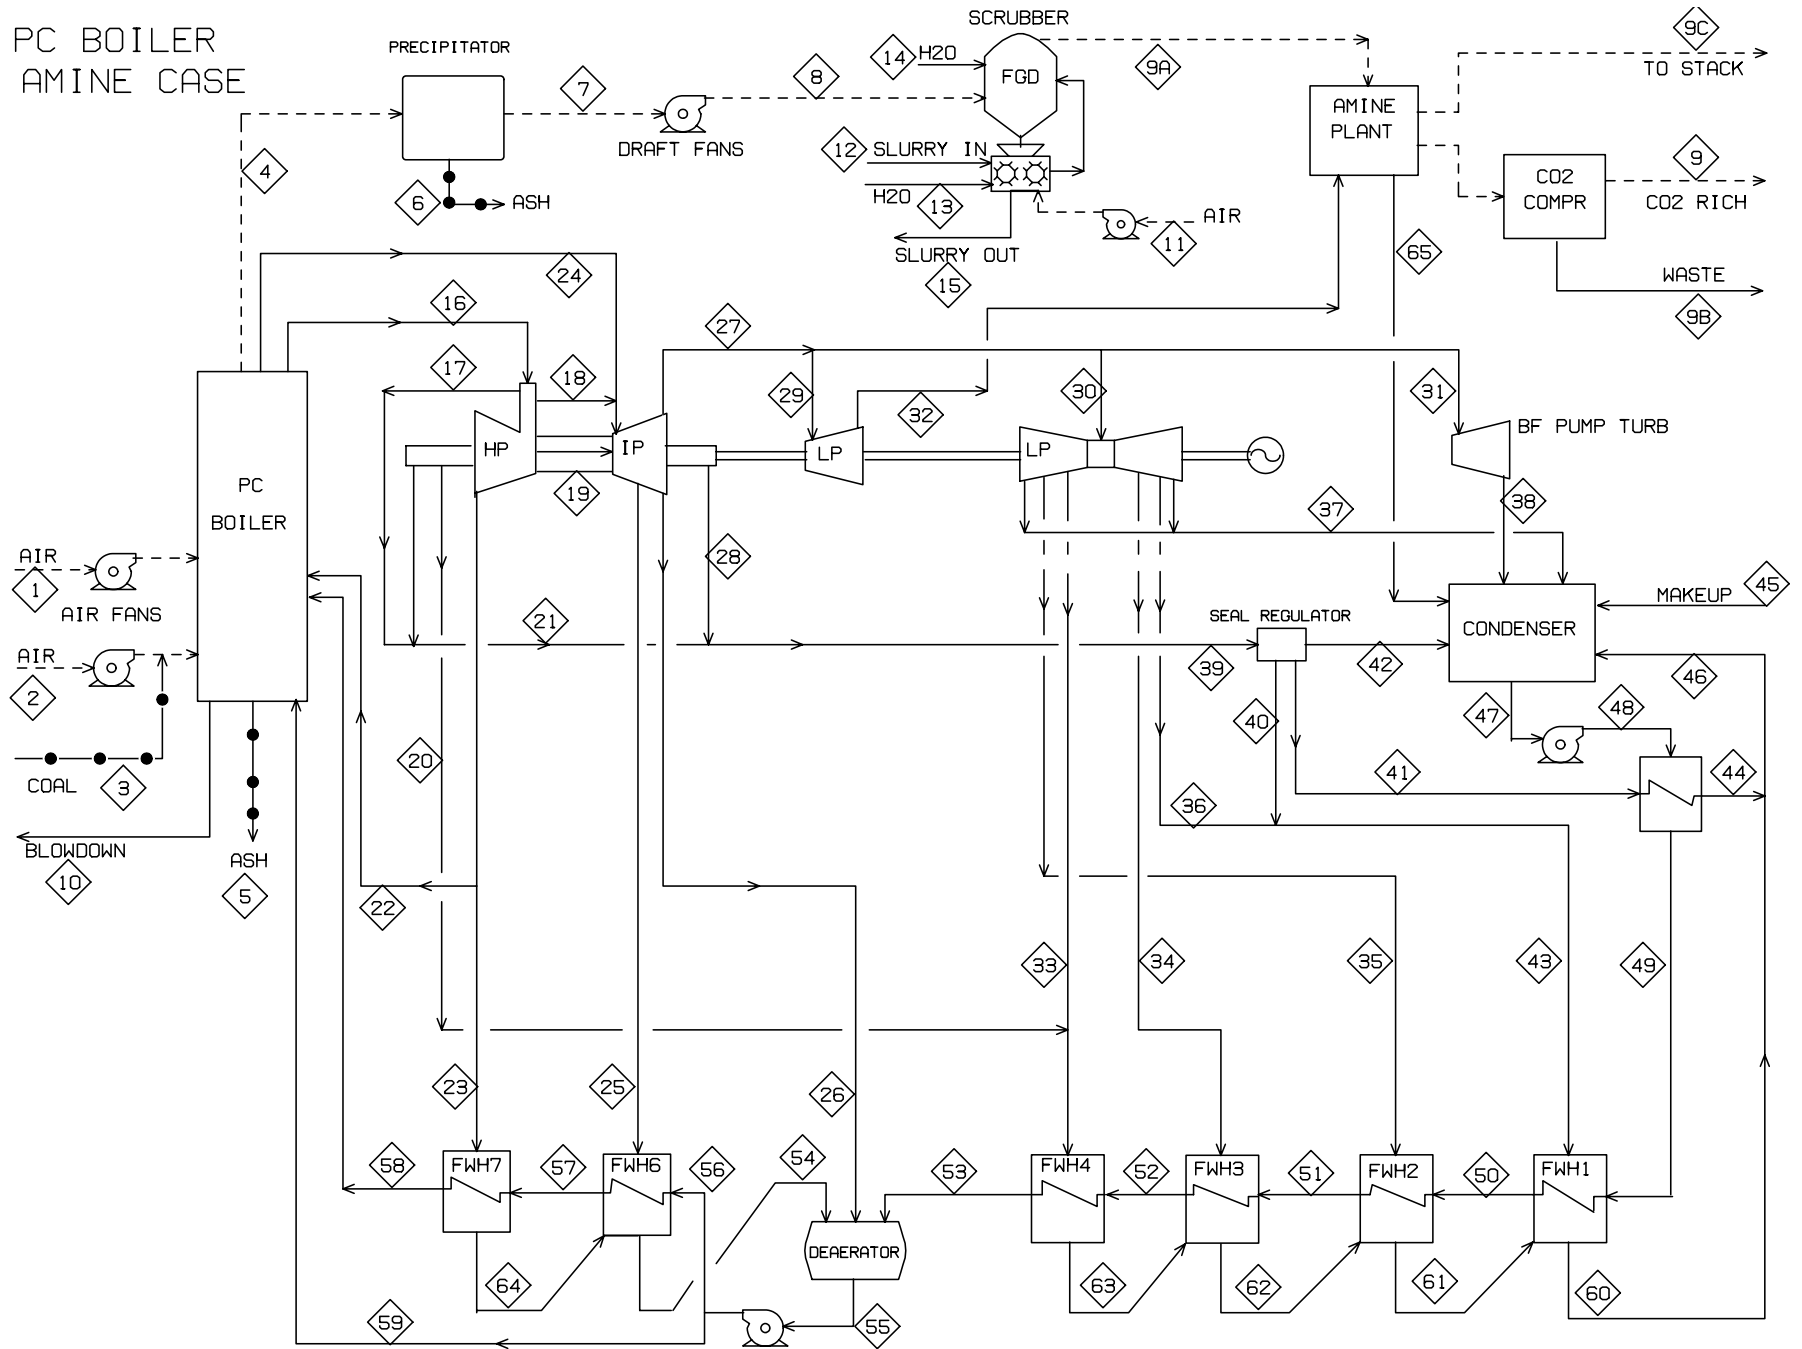 PC BOILER
AMINE CASE
PRECIPITATOR
SCRUBBER
9C
TO STACK
14
H2O
FGD
9A
7
8
AMINE
PLANT
DRAFT FANS
12
SLURRY IN
9
CO2
COMPR
CO2 RICH
4
6
ASH
H2O
13
AIR
11
SLURRY OUT
15
65
WASTE
9B
24
16
27
17
18
29
32
30
31
BF PUMP TURB
HP
IP
LP
LP
19
PC
BOILER
37
38
28
AIR
1
AIR FANS
MAKEUP
45
SEAL REGULATOR
21
CONDENSER
AIR
2
39
42
46
40
47
48
20
41
44
COAL
3
36
BLOWDOWN
10
ASH
5
22
33
34
35
43
49
23
25
26
58
FWH7
57
FWH6
56
54
53
FWH4
52
FWH3
51
FWH2
50
FWH1
DEAERATOR
64
63
62
61
60
59
55